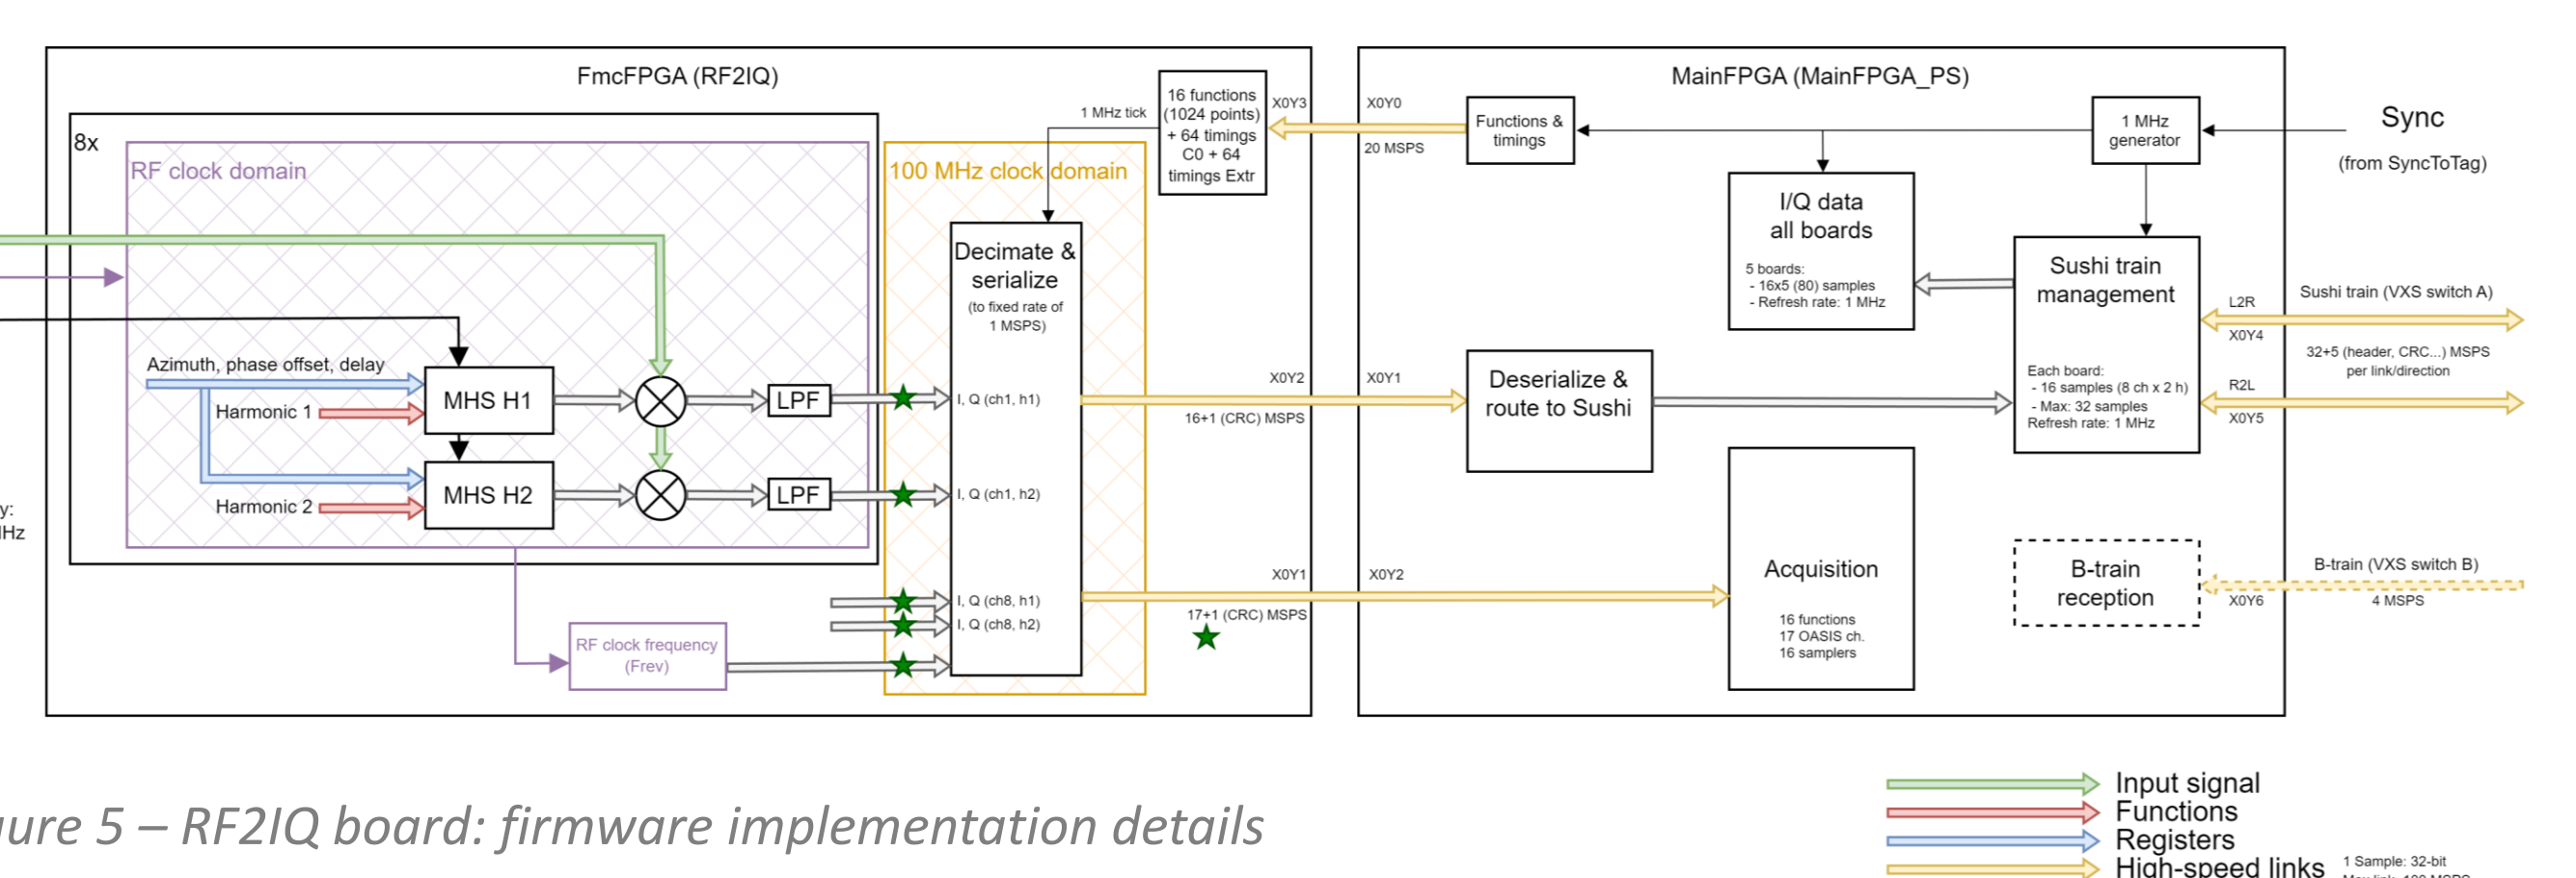 FmcFPGA (RF2IQ)
8x
RF clock domain
Azimuth, phase offset, delay
Harmonic 1
MHS H1
LPF
Harmonic 2
MHS H2
LPF
RF clock frequency
(Frev)
100 MHz clock domain
1 MHz tick
16 functions
(1024 points)
+ 64 timings
C0 + 64
timings Extr
Decimate &
serialize
(to fixed rate of
1 MSPS)
I, Q (ch1, h1)
I, Q (ch1, h2)
I, Q (ch8, h1)
I, Q (ch8, h2)
X0Y3
X0Y2
16+1 (CRC) MSPS
X0Y1
17+1 (CRC) MSPS
MainFPGA (MainFPGA_PS)
X0Y0
20 MSPS
Functions &
timings
1 MHz
generator
Sync
(from SyncToTag)
I/Q data
all boards
5 boards:
- 16x5 (80) samples
- Refresh rate: 1 MHz
Sushi train
management
Each board:
- 16 samples (8 ch x 2 h)
- Max: 32 samples
Refresh rate: 1 MHz
X0Y1
Deserialize &
route to Sushi
X0Y2
Acquisition
16 functions
17 OASIS ch.
16 samplers
B-train
reception
L2R
X0Y4
Sushi train (VXS switch A)
32+5 (header, CRC...) MSPS
per link/direction
R2L
X0Y5
B-train (VXS switch B)
X0Y6
4 MSPS
y:
Hz
ure 5 – RF2IQ board: firmware implementation details
Input signal
Functions
Registers
High-speed links
1 Sample: 32-bit